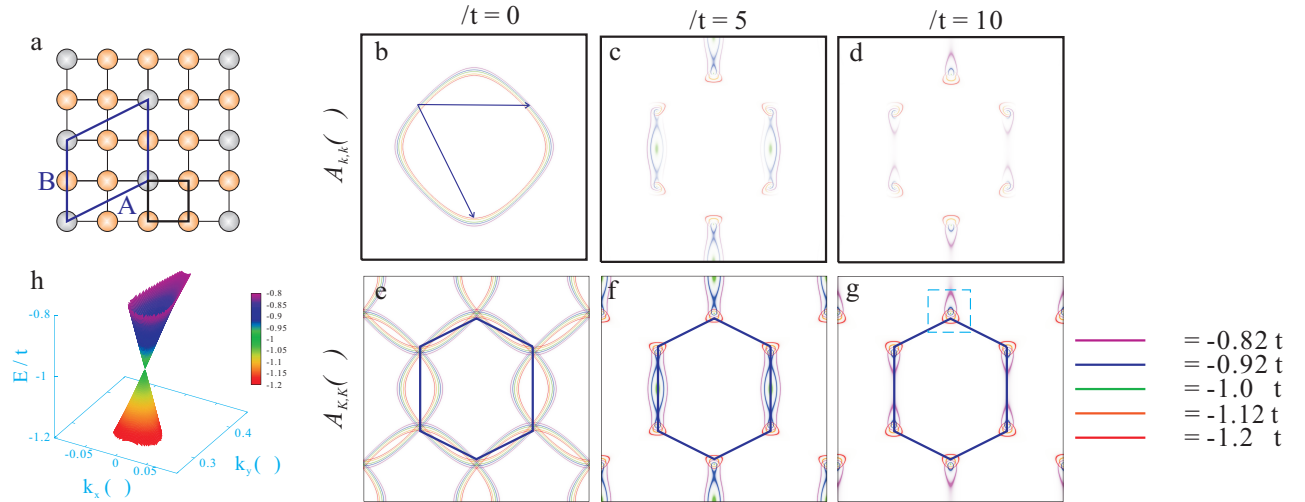 /t = 0
/t = 5
/t = 10
a
b
c
d
A k,k ( )
B
A
h
-0.8
-0.85
-0.9
-0.95
-1
-1.05
-1.1
-1.15
-1.2
-0.8
-1
-1.2
E / t
-0.05
0
0.05
k x ( )
0.3
0.4
k y ( )
e
f
g
A K,K ( )
= -0.82 t
= -0.92 t
= -1.0 t
= -1.12 t
= -1.2 t